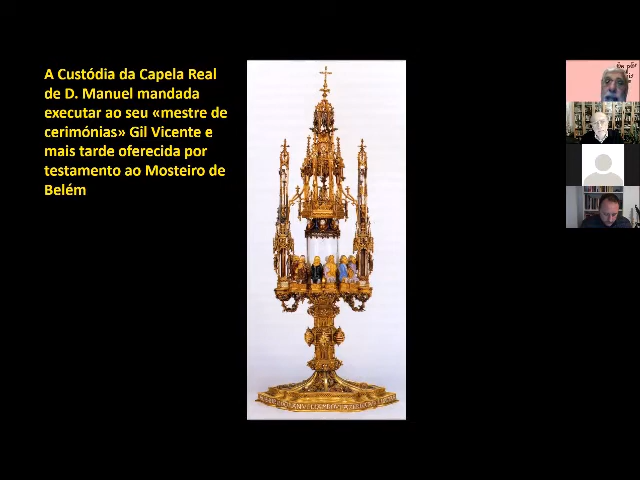 A Custódia da Capela Real
de D. Manuel mandada
executar ao seu «mestre de
cerimónias» Gil Vicente e
mais tarde oferecida por
testamento ao Mosteiro de
Belém